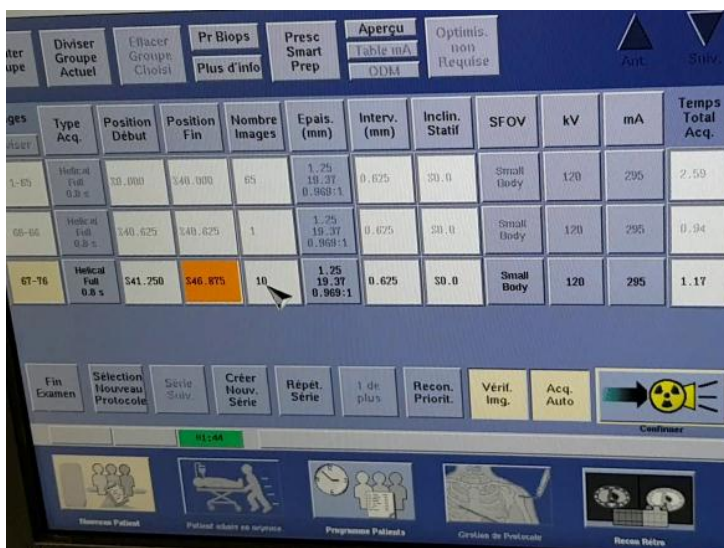 Diviser Groupe Actuel
Effacer Groupe Choisi
Pr Biops
Plus d'info
Presc Smart Prep
Aperçu
Table mA
ODM
Optimis. non Requise
Ant.
Suiv.
Type Acq.
Position Début
Position Fin
Nombre Images
Epais. (mm)
Interv. (mm)
Inclin. Statif
SFOV
kV
mA
Temps Total Acq.
1-65
Helical Full 0.8 s
S0.000
S40.000
65
1.25 19.37 0.969:1
0.625
S0.0
Small Body
120
295
2.59
Helical Full 0.8 s
S40.625
S40.625
1
1.25 19.37 0.969:1
0.625
S0.0
Small Body
120
295
0.94
67-76
Helical Full 0.8 s
S41.250
S46.875
10
1.25 19.37 0.969:1
0.625
S0.0
Small Body
120
295
1.17
Fin Examen
Sélection Nouveau Protocole
Série Suiv.
Créer Nouv. Série
Répét. Série
1 de plus
Recon. Priorit.
Vérif. Img.
Acq. Auto
Confirmer
01:44
Nouveau Patient
Patient admis en urgence
Programme Patients
Gestion de Protocole
Recon Rétro